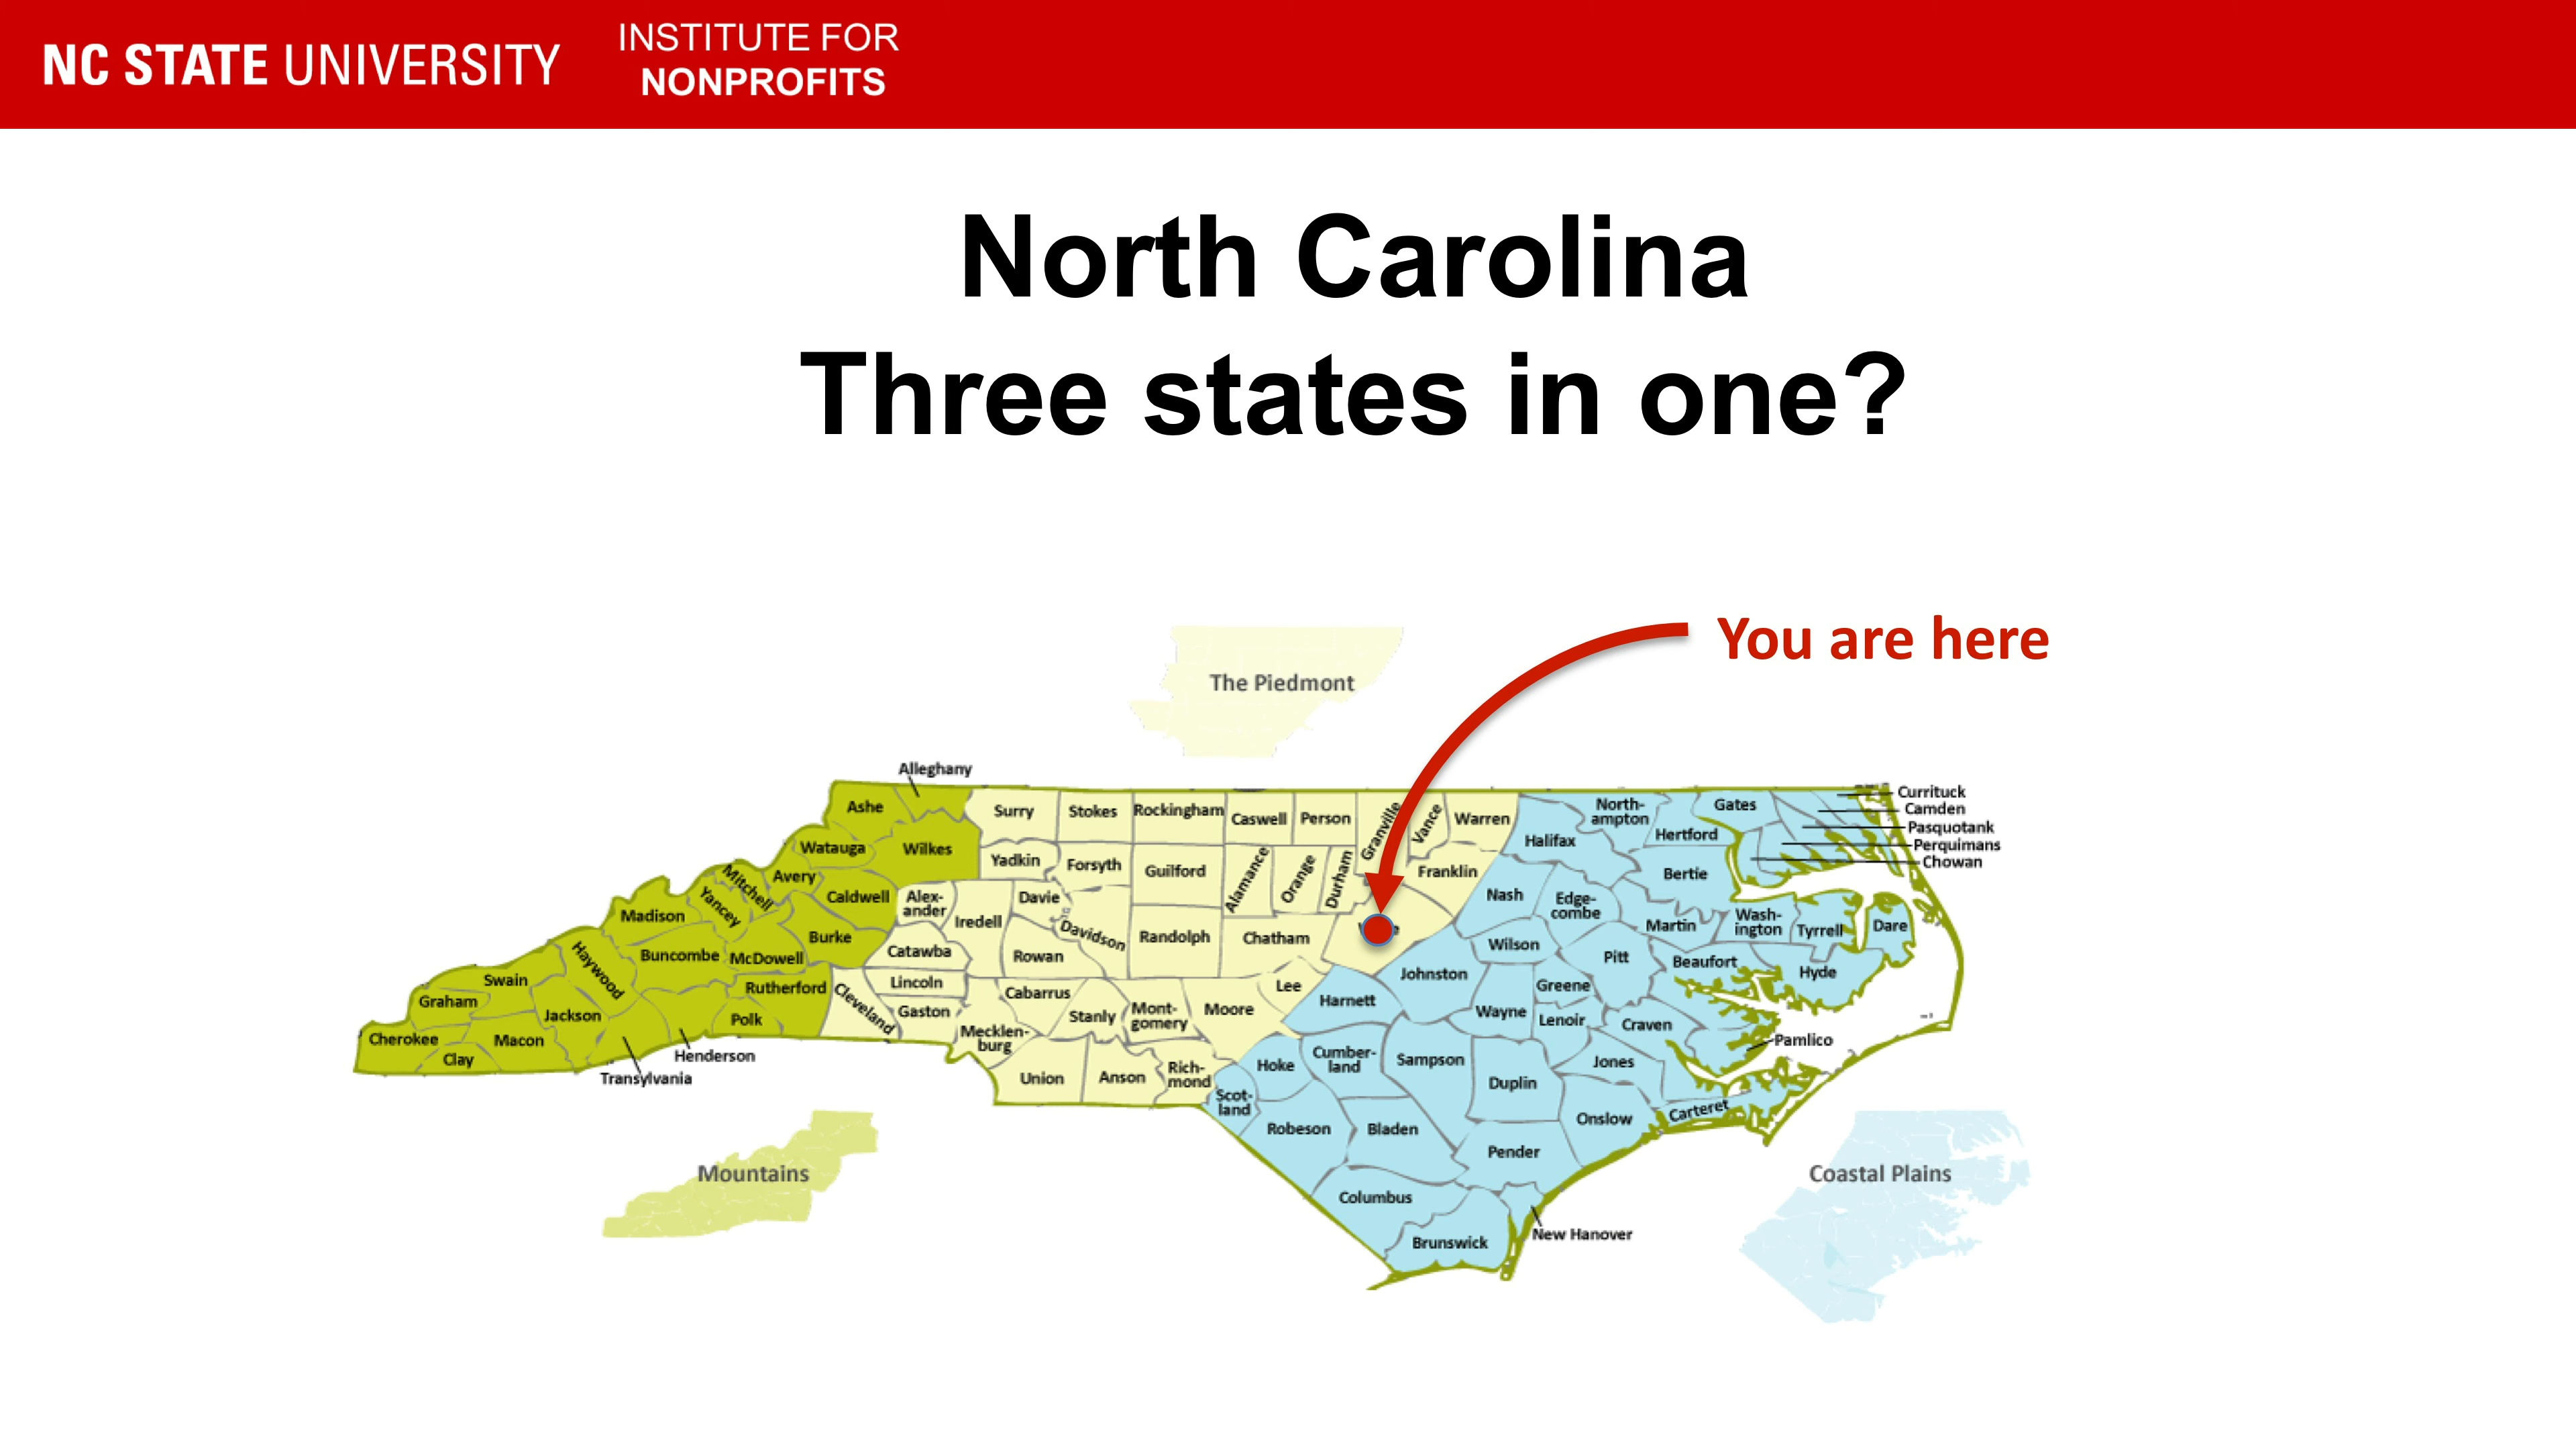 NC STATE UNIVERSITY
INSTITUTE FOR
NONPROFITS
North Carolina
Three states in one?
You are here
The Piedmont
Alleghany
Ashe
Surry
Stokes
Rockingham
Caswell
Person
Granville
Vance
Warren
North-
ampton
Gates
Currituck
Camden
Pasquotank
Perquimans
Chowan
Halifax
Hertford
Watauga
Wilkes
Yadkin
Forsyth
Guilford
Alamance
Orange
Durham
Franklin
Nash
Edge-
combe
Bertie
Mitchell
Avery
Yancey
Caldwell
Alex-
ander
Iredell
Davie
Davidson
Randolph
Chatham
Wilson
Martin
Wash-
ington
Tyrrell
Dare
Madison
Burke
Buncombe
McDowell
Catawba
Rowan
Johnston
Pitt
Beaufort
Hyde
Haywood
Swain
Rutherford
Cleveland
Lincoln
Cabarrus
Lee
Harnett
Greene
Graham
Jackson
Polk
Gaston
Mecklen-
burg
Stanly
Mont-
gomery
Moore
Wayne
Lenoir
Craven
Pamlico
Cherokee
Macon
Clay
Henderson
Transylvania
Union
Anson
Rich-
mond
Hoke
Cumber-
land
Sampson
Duplin
Jones
Scot-
land
Robeson
Bladen
Onslow
Carteret
Pender
Mountains
Coastal Plains
Columbus
Brunswick
New Hanover